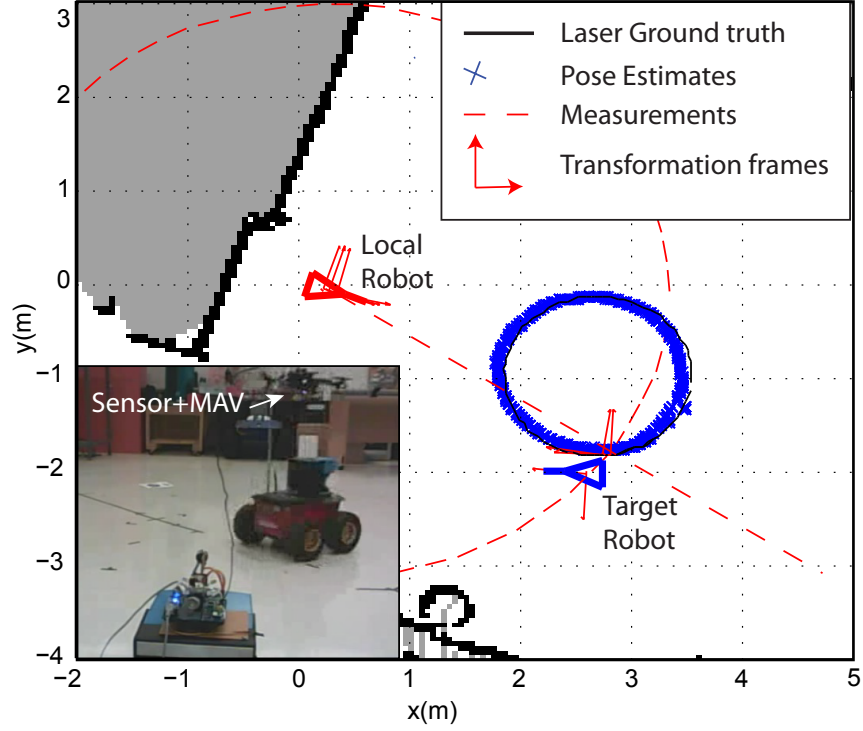 Laser Ground truth
Pose Estimates
Measurements
Transformation frames
3
2
1
0
−1
−2
−3
−4
y(m)
Local
Robot
Sensor+MAV
Target
Robot
−2
−1
0
1
2
3
4
5
x(m)